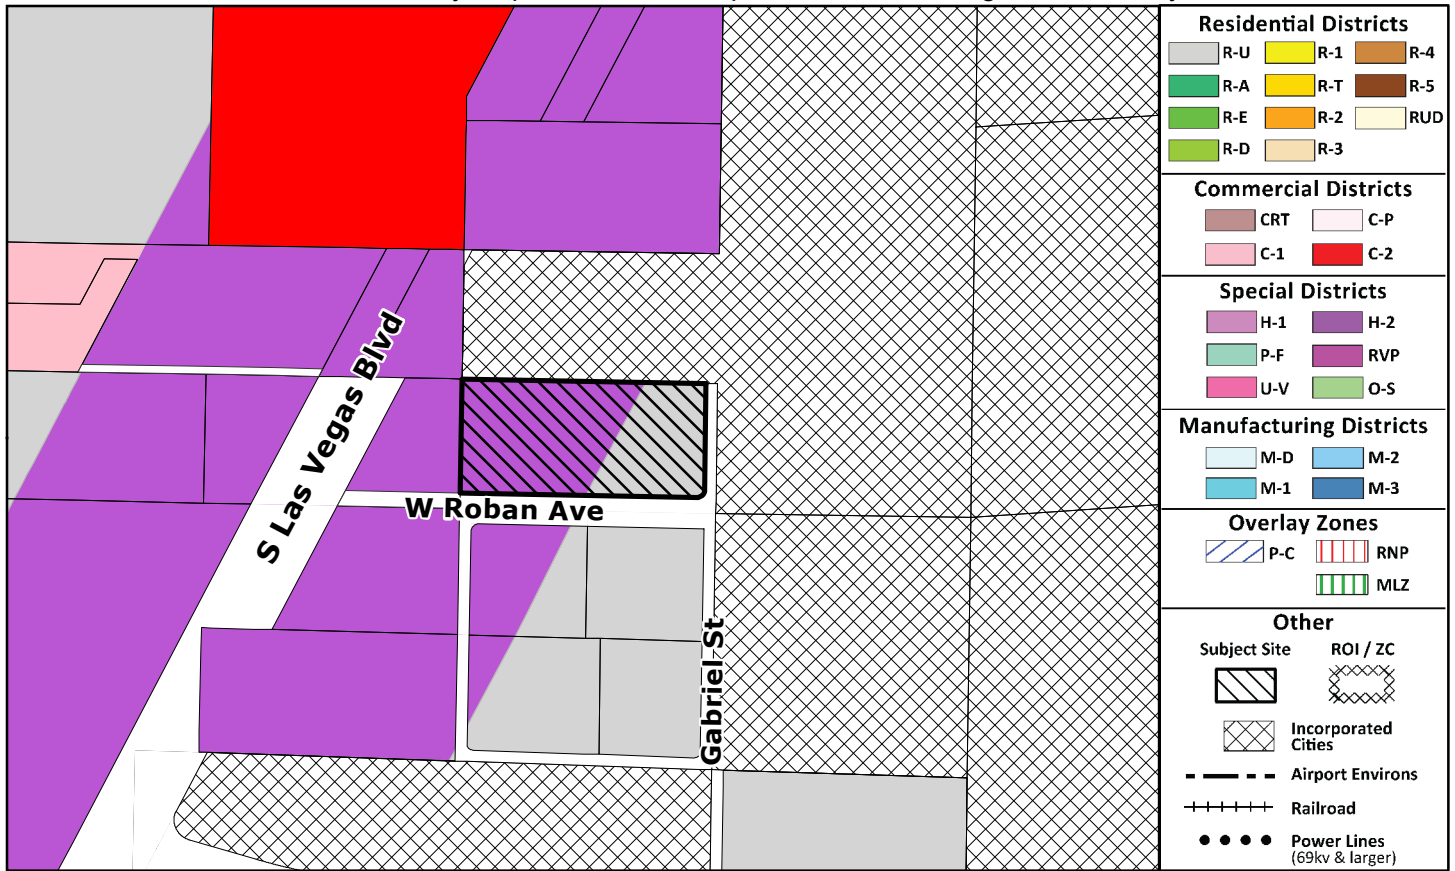 S Las Vegas Blvd
W Roban Ave
Gabriel St
Residential Districts
R-U R-1 R-4
R-A R-T R-5
R-E R-2 RUD
R-D R-3
Commercial Districts
CRT C-P
C-1 C-2
Special Districts
H-1 H-2
P-F RVP
U-V O-S
Manufacturing Districts
M-D M-2
M-1 M-3
Overlay Zones
P-C RNP
MLZ
Other
Subject Site ROI / ZC
Incorporated
Cities
Airport Environs
Railroad
Power Lines
(69kv & larger)